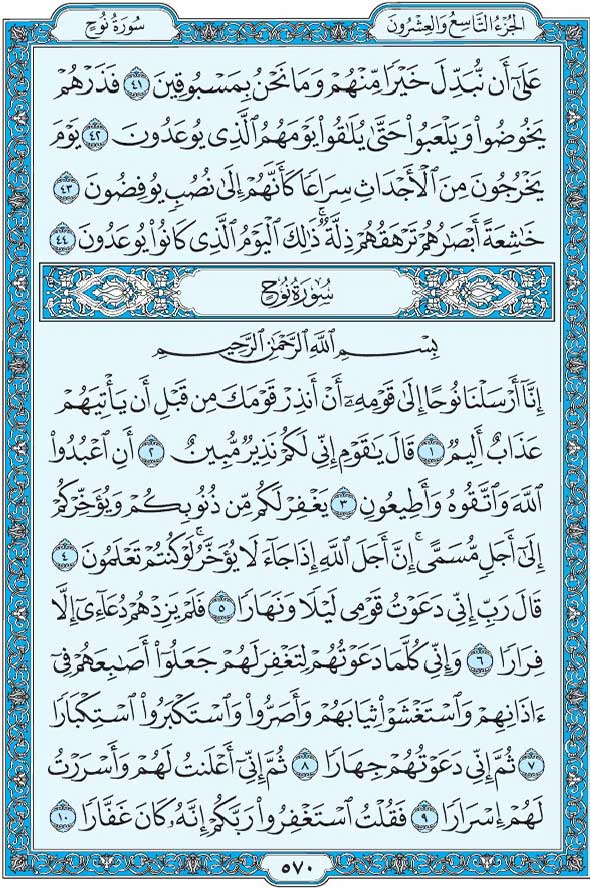 الجزء التاسع والعشرون
سورة نوح
عَلَىٰٓ أَن نُّبَدِّلَ خَيۡرٗا مِّنۡهُمۡ وَمَا نَحۡنُ بِمَسۡبُوقِينَ ٤١ فَذَرۡهُمۡ
يَخُوضُواْ وَيَلۡعَبُواْ حَتَّىٰ يُلَٰقُواْ يَوۡمَهُمُ ٱلَّذِي يُوعَدُونَ ٤٢ يَوۡمَ
يَخۡرُجُونَ مِنَ ٱلۡأَجۡدَاثِ سِرَاعٗا كَأَنَّهُمۡ إِلَىٰ نُصُبٖ يُوفِضُونَ ٤٣
خَٰشِعَةً أَبۡصَٰرُهُمۡ تَرۡهَقُهُمۡ ذِلَّةٞۚ ذَٰلِكَ ٱلۡيَوۡمُ ٱلَّذِي كَانُواْ يُوعَدُونَ ٤٤
سُورَةُ نُوحٍ
بِسۡمِ ٱللَّهِ ٱلرَّحۡمَٰنِ ٱلرَّحِيمِ
إِنَّآ أَرۡسَلۡنَا نُوحًا إِلَىٰ قَوۡمِهِۦٓ أَنۡ أَنذِرۡ قَوۡمَكَ مِن قَبۡلِ أَن يَأۡتِيَهُمۡ
عَذَابٌ أَلِيمٞ ١ قَالَ يَٰقَوۡمِ إِنِّي لَكُمۡ نَذِيرٞ مُّبِينٌ ٢ أَنِ ٱعۡبُدُواْ
ٱللَّهَ وَٱتَّقُوهُ وَأَطِيعُونِ ٣ يَغۡفِرۡ لَكُم مِّن ذُنُوبِكُمۡ وَيُؤَخِّرۡكُمۡ
إِلَىٰٓ أَجَلٖ مُّسَمًّىۚ إِنَّ أَجَلَ ٱللَّهِ إِذَا جَآءَ لَا يُؤَخَّرُۚ لَوۡ كُنتُمۡ تَعۡلَمُونَ ٤
قَالَ رَبِّ إِنِّي دَعَوۡتُ قَوۡمِي لَيۡلٗا وَنَهَارٗا ٥ فَلَمۡ يَزِدۡهُمۡ دُعَآءِيٓ إِلَّا
فِرَارٗا ٦ وَإِنِّي كُلَّمَا دَعَوۡتُهُمۡ لِتَغۡفِرَ لَهُمۡ جَعَلُوٓاْ أَصَٰبِعَهُمۡ فِيٓ
ءَاذَانِهِمۡ وَٱسۡتَغۡشَوۡاْ ثِيَابَهُمۡ وَأَصَرُّواْ وَٱسۡتَكۡبَرُواْ ٱسۡتِكۡبَارٗا
٧ ثُمَّ إِنِّي دَعَوۡتُهُمۡ جِهَارٗا ٨ ثُمَّ إِنِّيٓ أَعۡلَنتُ لَهُمۡ وَأَسۡرَرۡتُ
لَهُمۡ إِسۡرَارٗا ٩ فَقُلۡتُ ٱسۡتَغۡفِرُواْ رَبَّكُمۡ إِنَّهُۥ كَانَ غَفَّارٗا ١٠
٥٧٠